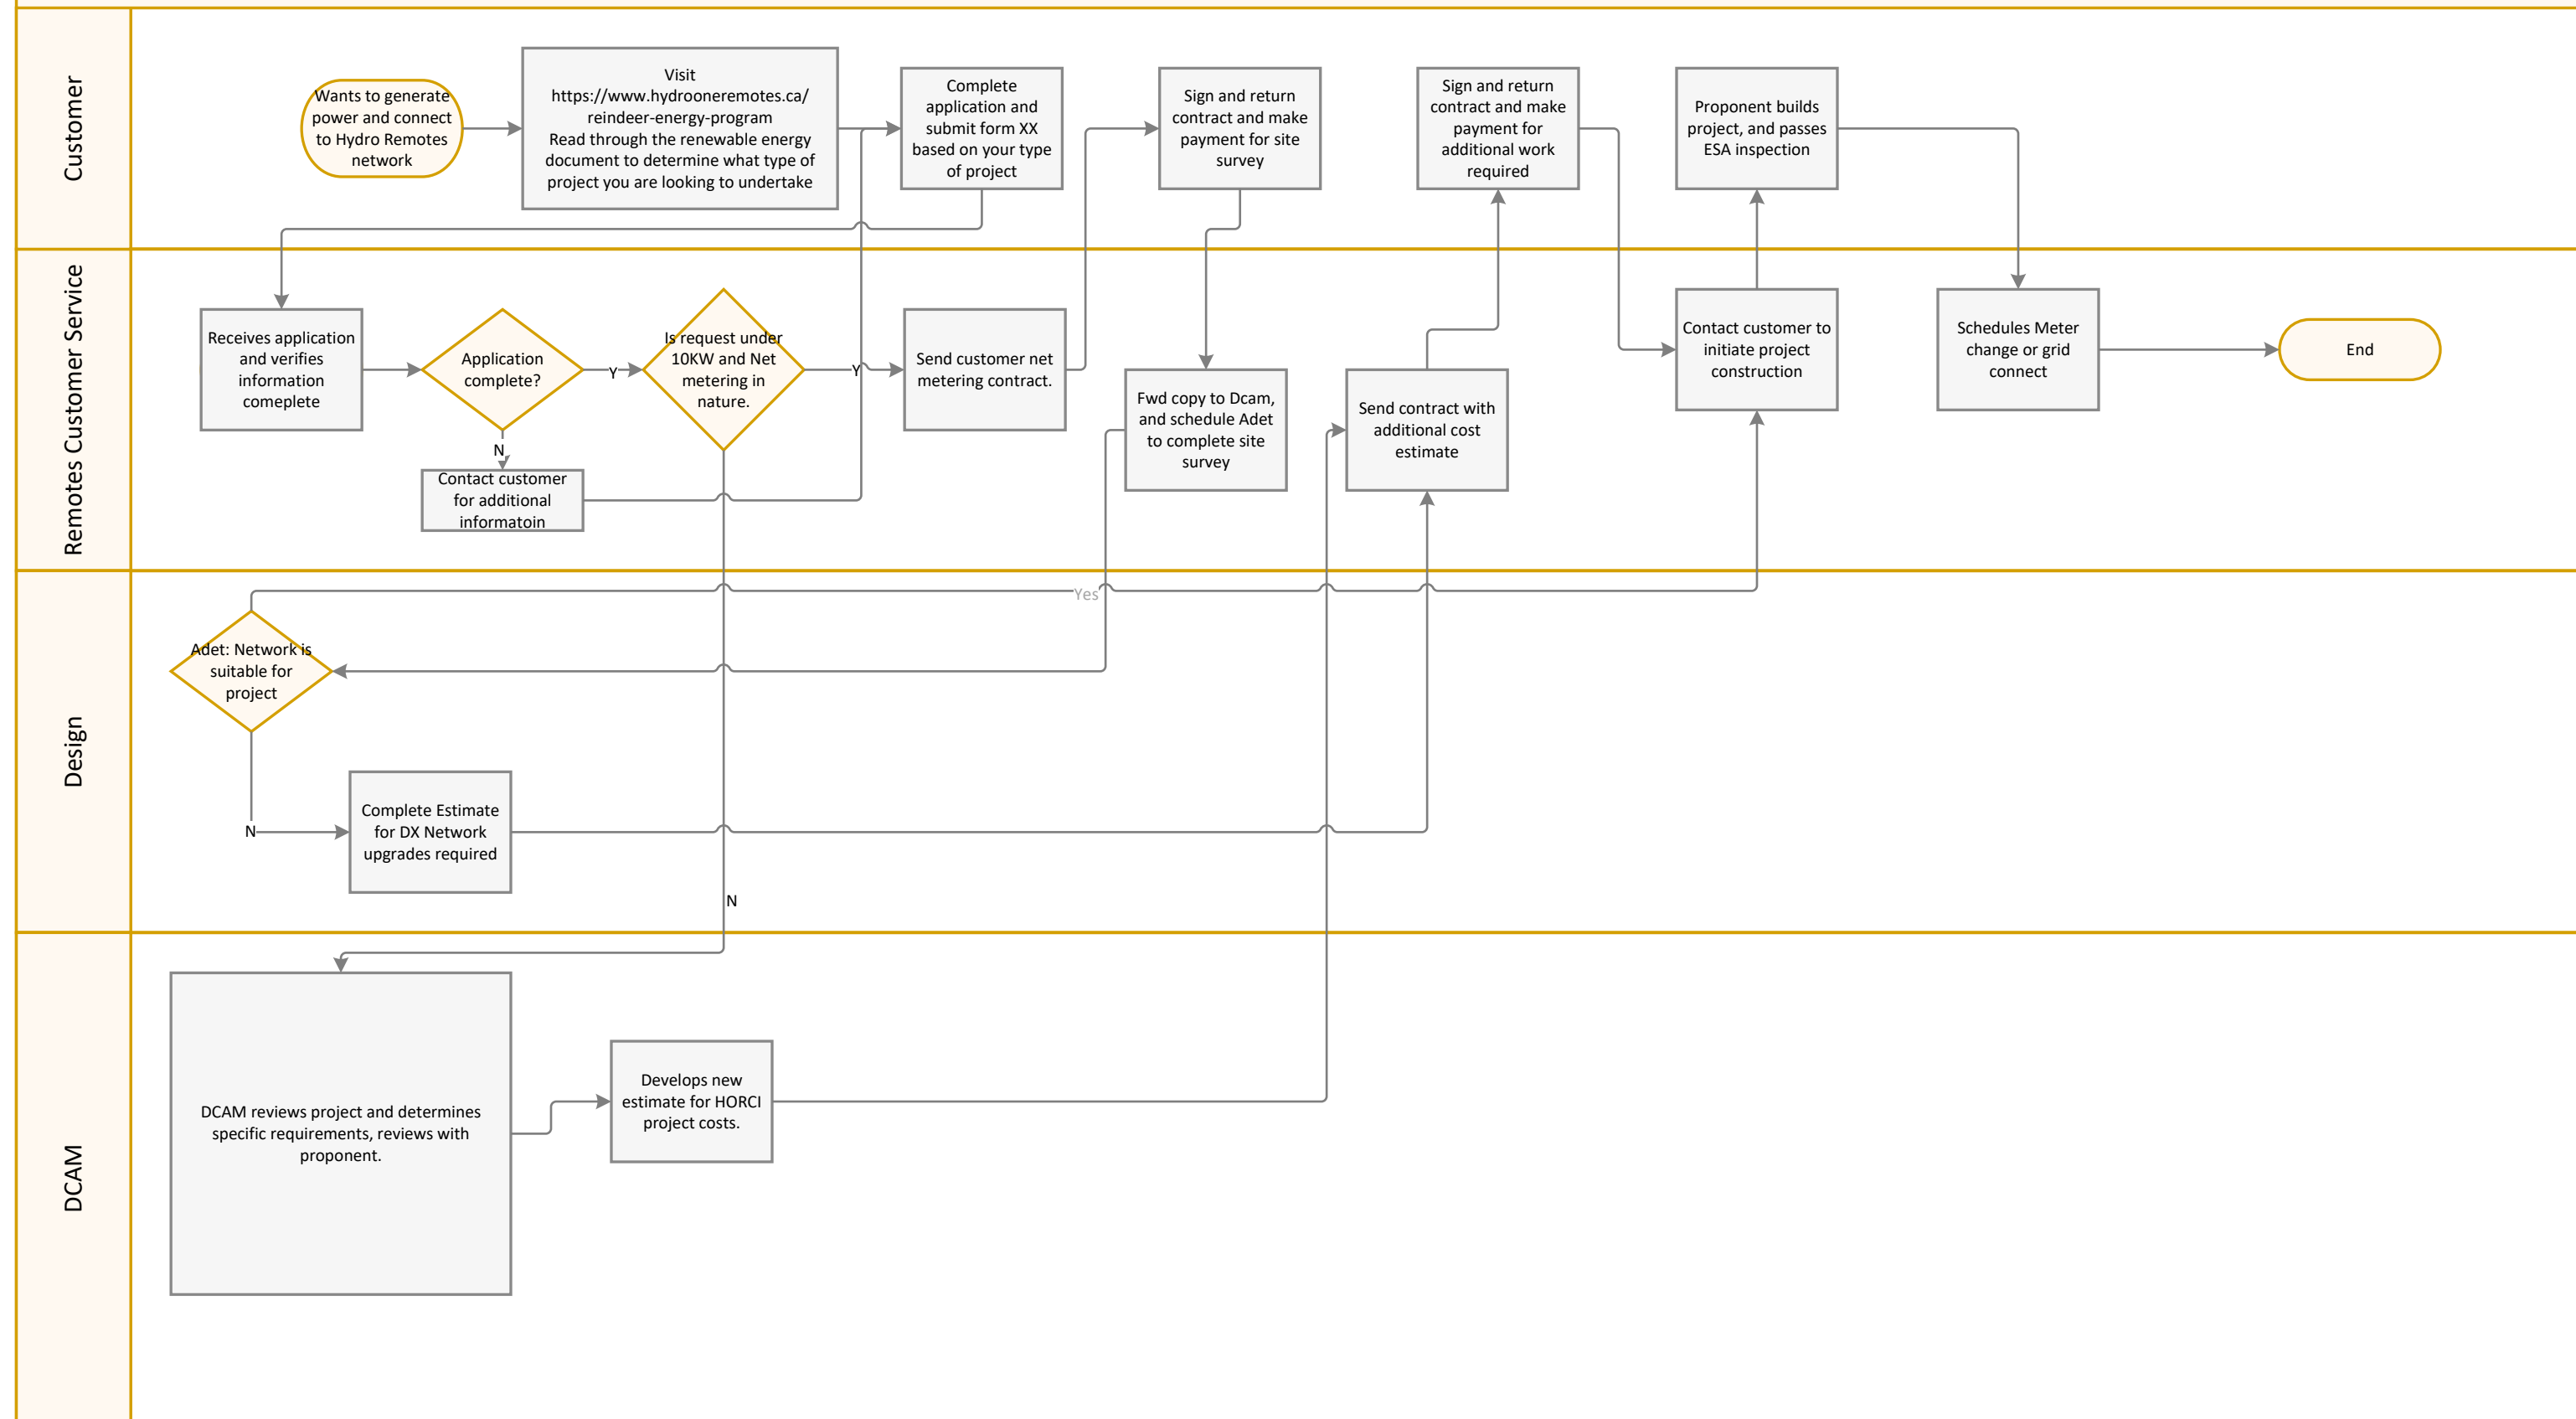 Customer
Wants to generate
power and connect
to Hydro Remotes
network
Visit
https://www.hydrooneremotes.ca/
reindeer-energy-program
Read through the renewable energy
document to determine what type of
project you are looking to undertake
Complete
application and
submit form XX
based on your type
of project
Sign and return
contract and make
payment for site
survey
Sign and return
contract and make
payment for
additional work
required
Proponent builds
project, and passes
ESA inspection
Remotes Customer Service
Receives application
and verifies
information
comeplete
Application
complete?
Y
N
Contact customer
for additional
informatoin
Is request under
10KW and Net
metering in
nature.
Y
Send customer net
metering contract.
Fwd copy to Dcam,
and schedule Adet
to complete site
survey
Send contract with
additional cost
estimate
Contact customer to
initiate project
construction
Schedules Meter
change or grid
connect
End
Design
Yes
Adet: Network is
suitable for
project
N
Complete Estimate
for DX Network
upgrades required
N
DCAM
DCAM reviews project and determines
specific requirements, reviews with
proponent.
Develops new
estimate for HORCI
project costs.